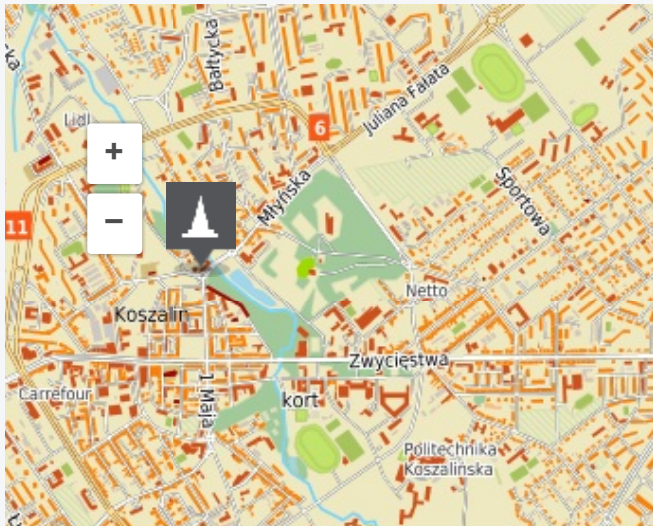 Bałtycka
Lidl
6
Juliana Fałata
+
Sportowa
Młyńska
−
11
Netto
Koszalin
Zwycięstwa
Carrefour
1 Maja
kort
Politechnika
Koszalińska